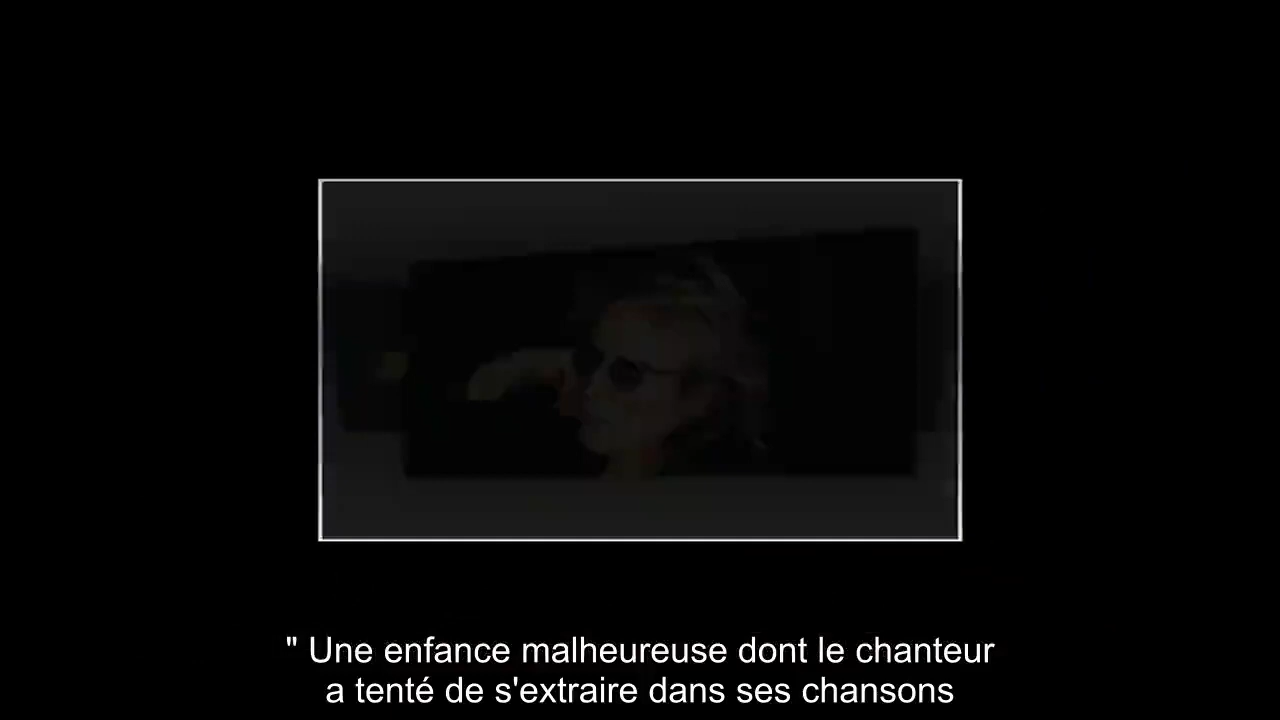 " Une enfance malheureuse dont le chanteur
a tenté de s'extraire dans ses chansons